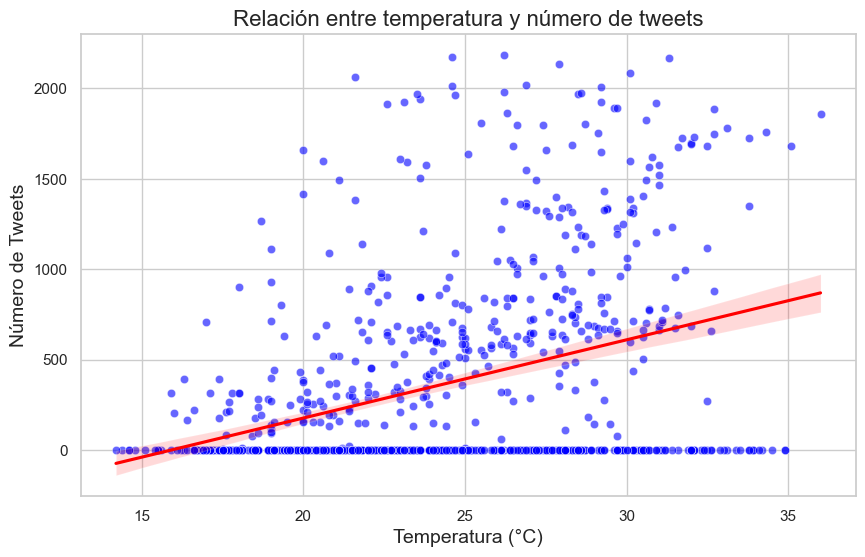 Relación entre temperatura y número de tweets
Número de Tweets
2000
1500
1000
500
0
15 20 25 30 35
Temperatura (°C)